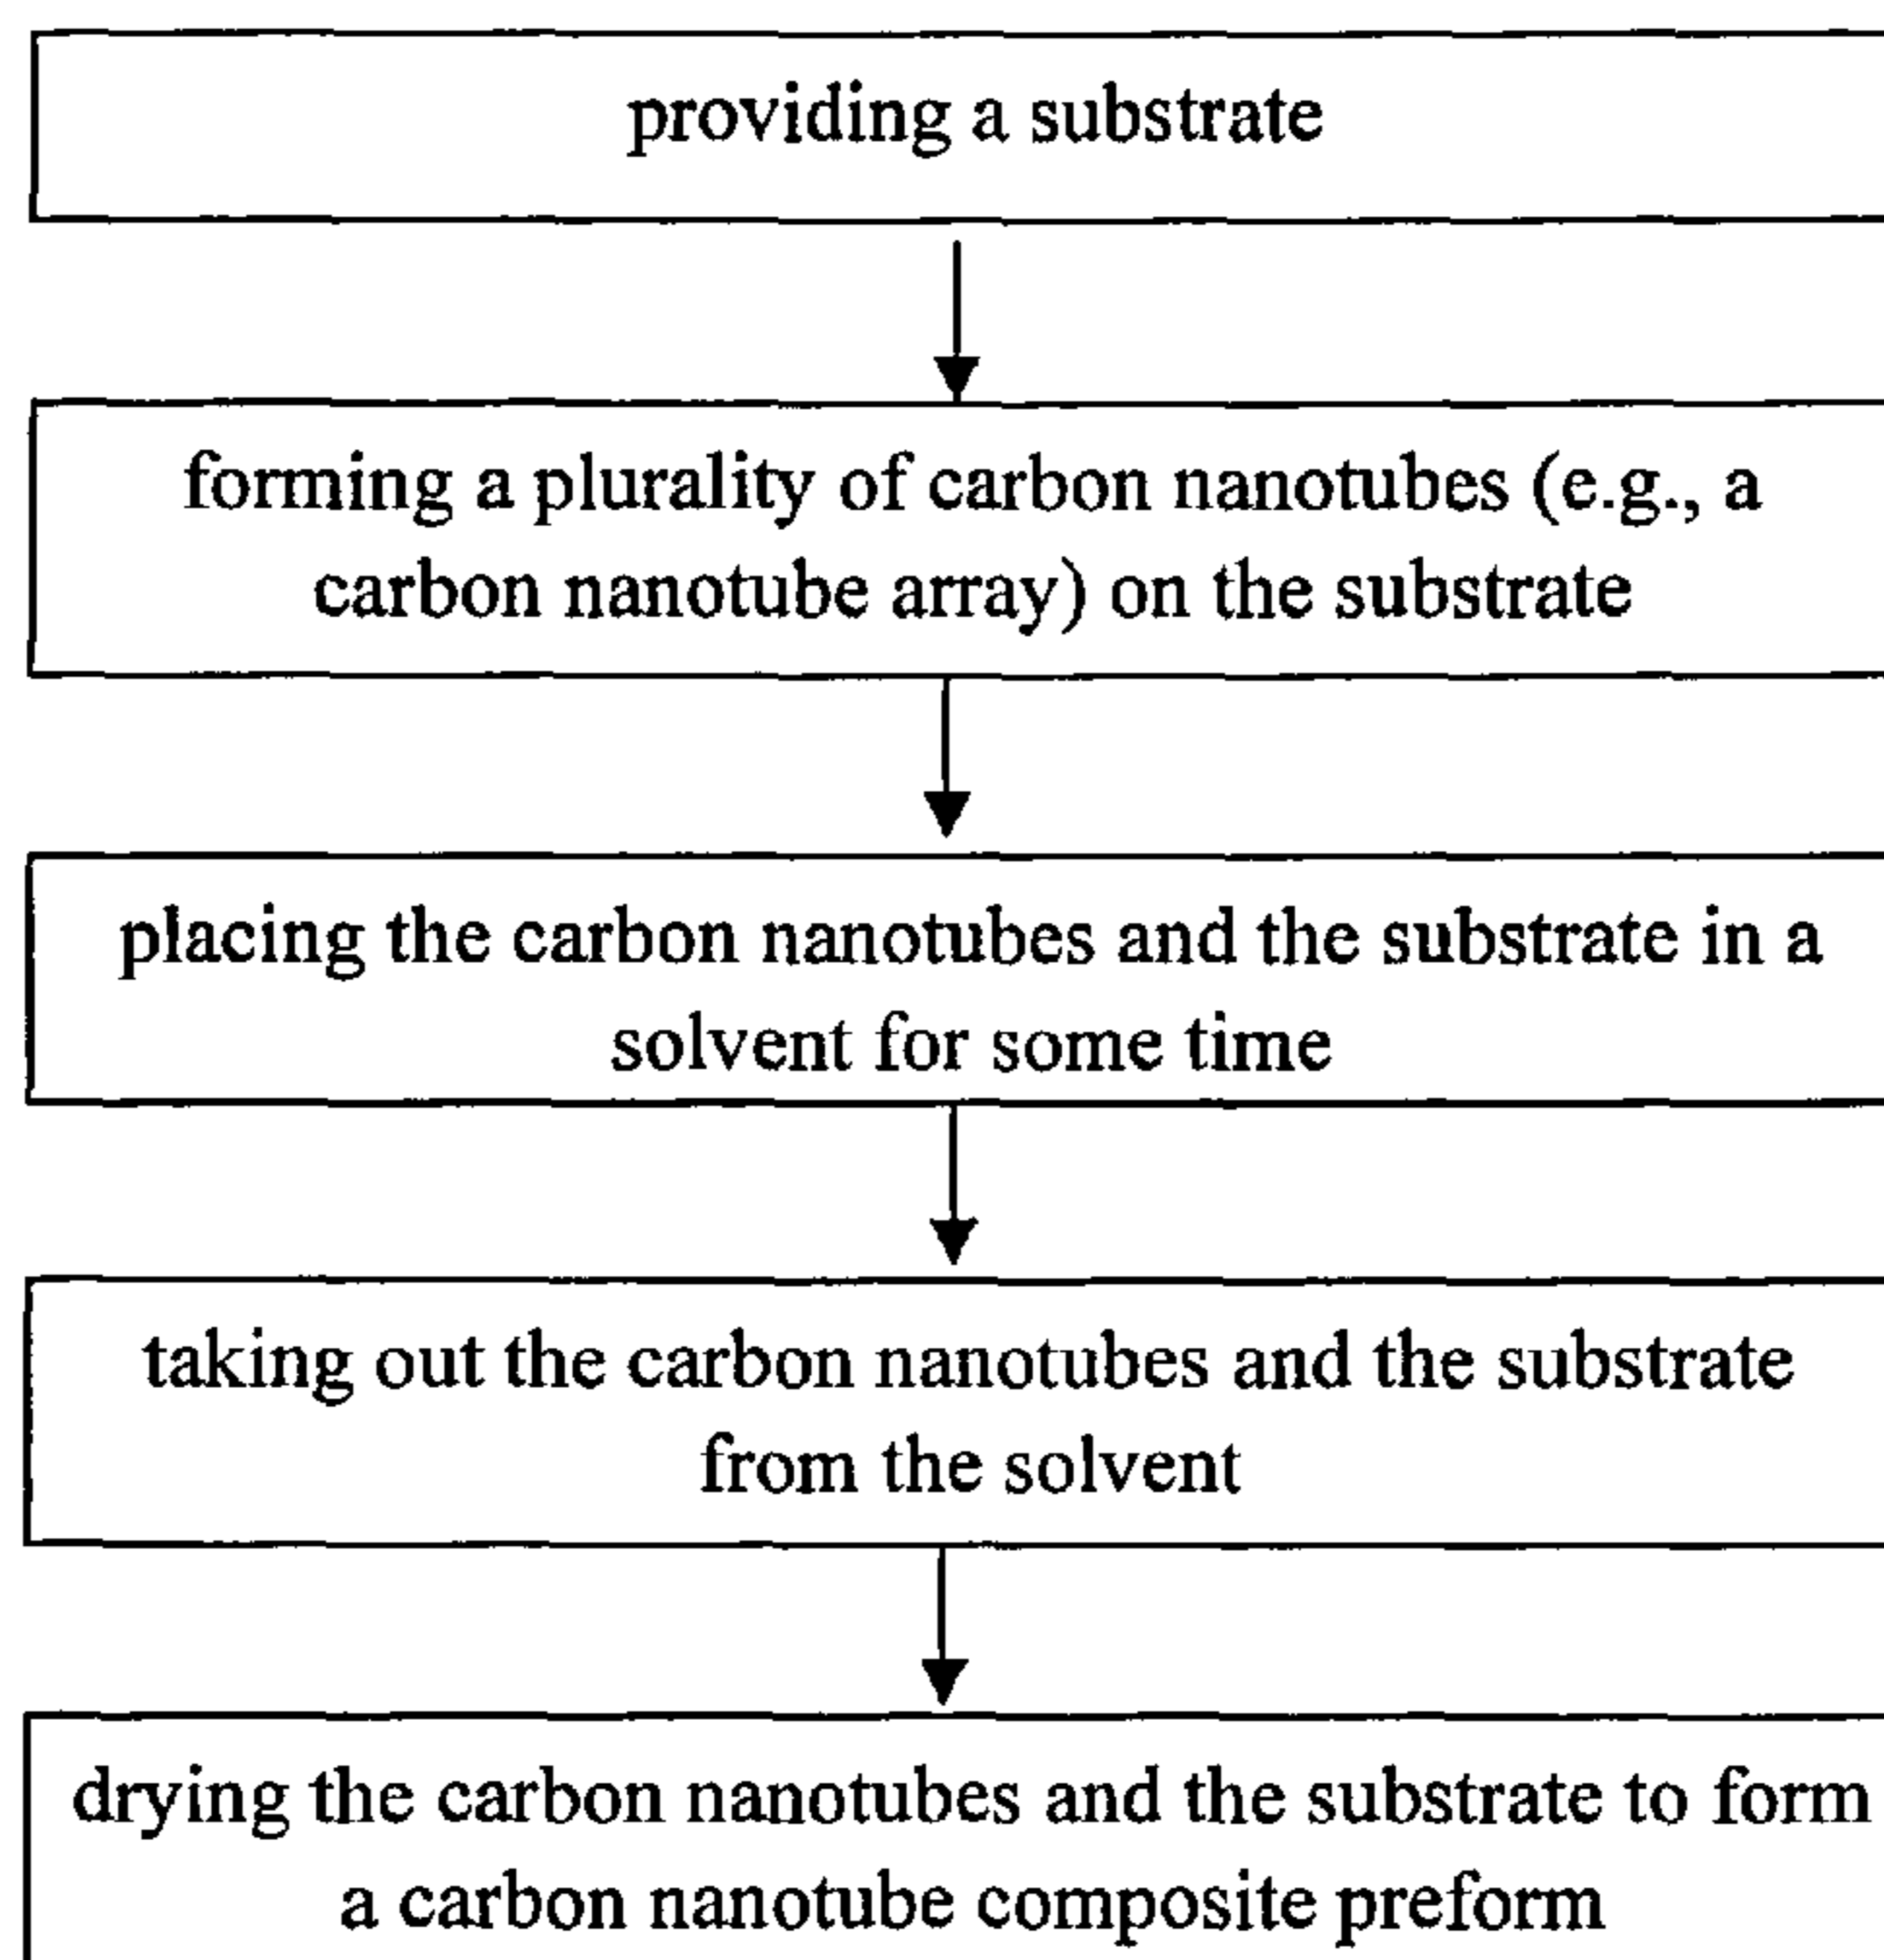 providing a substrate
forming a plurality of carbon nanotubes (e.g., a
carbon nanotube array) on the substrate
placing the carbon nanotubes and the substrate in a
solvent for some time
taking out the carbon nanotubes and the substrate
from the solvent
drying the carbon nanotubes and the substrate to form
a carbon nanotube composite preform